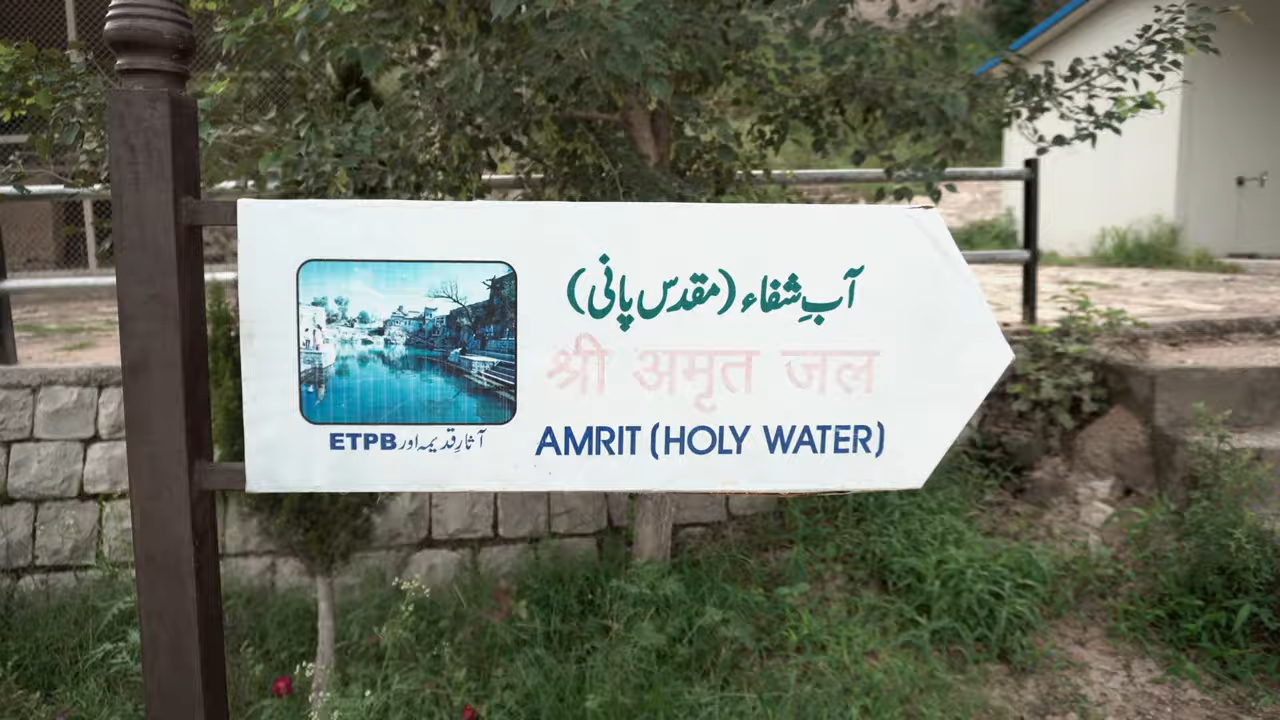 آبِ شفاء (مقدس پانی)
श्री अमृत जल
AMRIT (HOLY WATER)
آثارِ قدیمہ اور ETPB